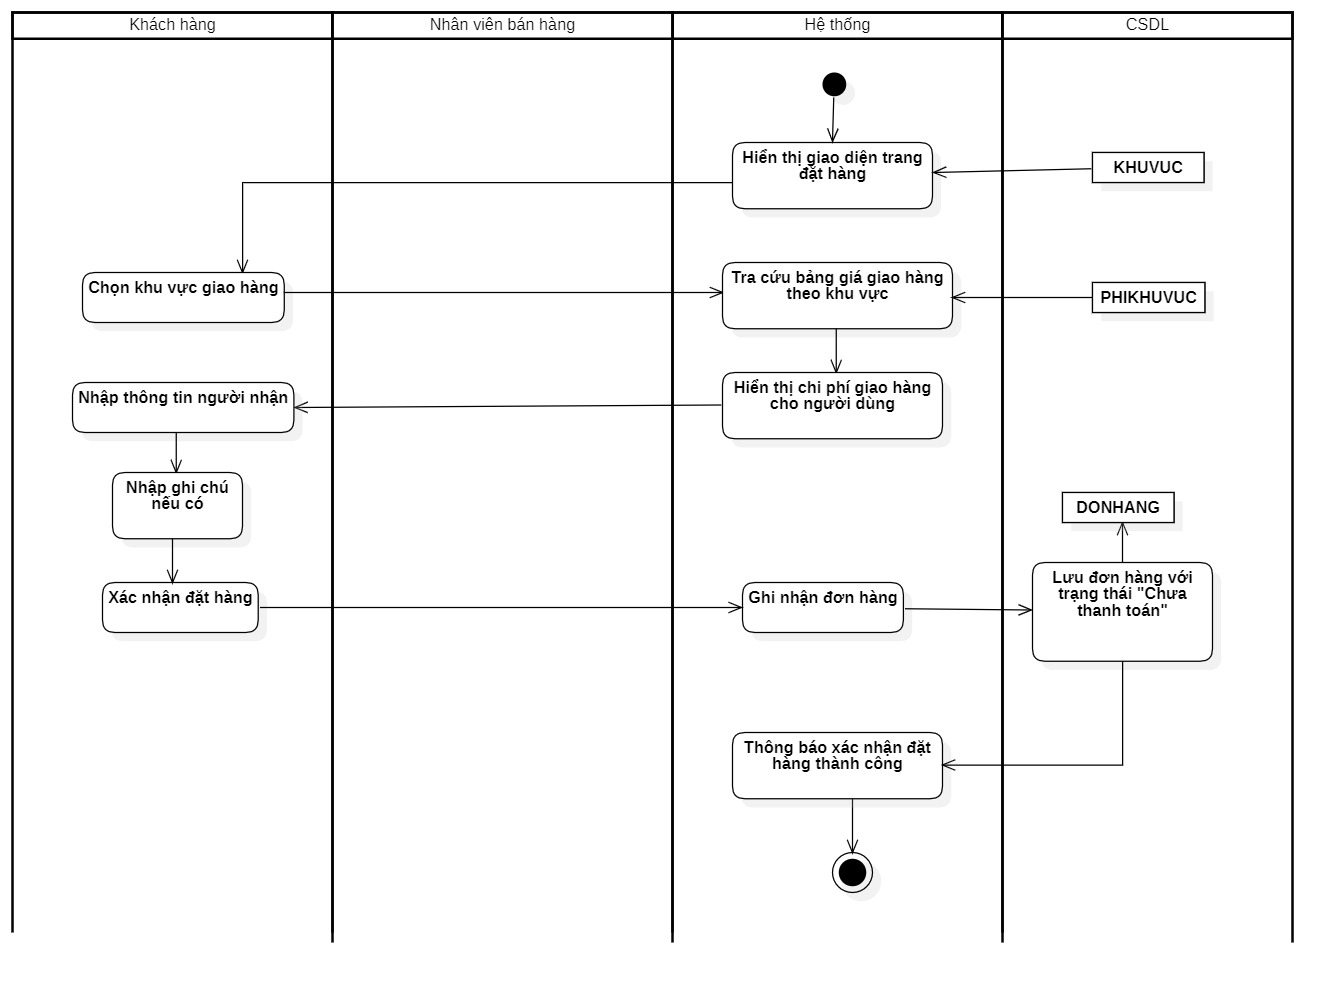 Khách hàng
Nhân viên bán hàng
Hệ thống
CSDL
Hiển thị giao diện trang
đặt hàng
KHUVUC
Chọn khu vực giao hàng
Tra cứu bảng giá giao hàng
theo khu vực
PHIKHUVUC
Nhập thông tin người nhận
Hiển thị chi phí giao hàng
cho người dùng
Nhập ghi chú
nếu có
DONHANG
Xác nhận đặt hàng
Ghi nhận đơn hàng
Lưu đơn hàng với
trạng thái "Chưa
thanh toán"
Thông báo xác nhận đặt
hàng thành công